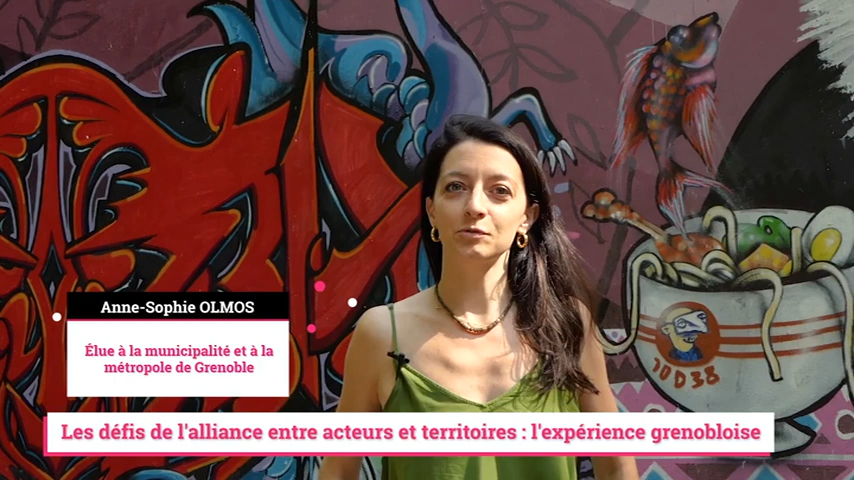 Anne-Sophie OLMOS
Élue à la municipalité et à la
métropole de Grenoble
Les défis de l'alliance entre acteurs et territoires : l'expérience grenobloise